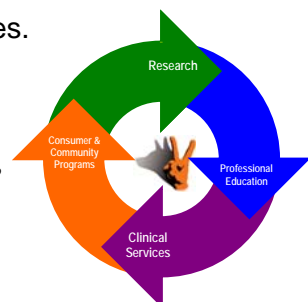 es.
Research
Consumer &
Community
Programs
Professional
Education
Clinical
Services